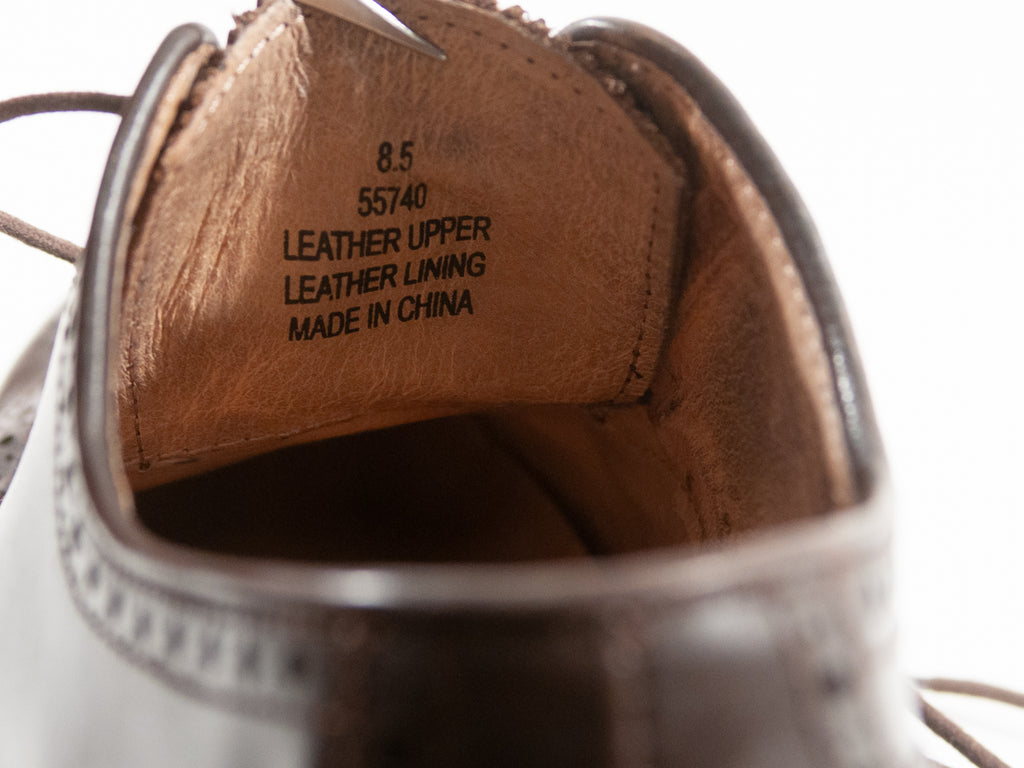 8.5
55740
LEATHER UPPER
LEATHER LINING
MADE IN CHINA